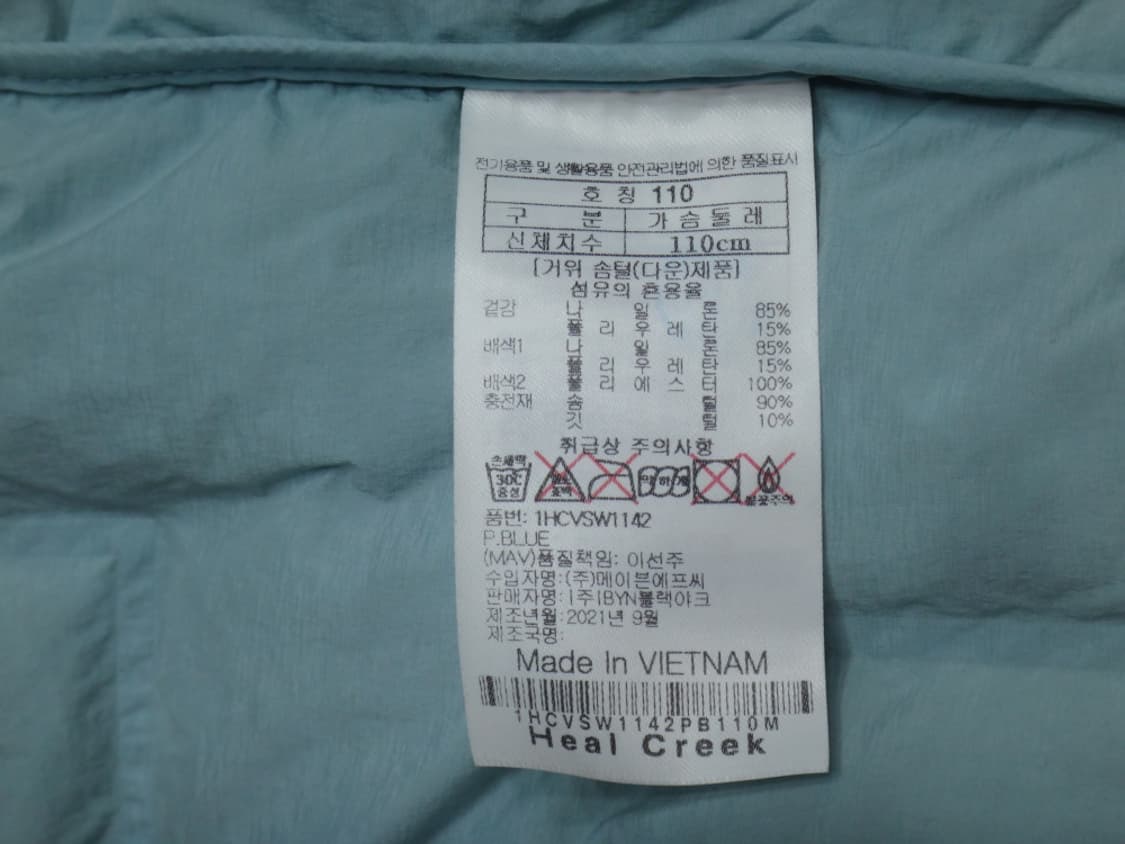 전기용품 및 생활용품 안전관리법에 의한 품질표시
호 칭 110
구 분 가 슴 둘 레
신체치수 110cm
[거위 솜털(다운)제품]
섬유의 혼용율
겉감 나 일 론 85%
폴 리 우 레 탄 15%
배색1 나 일 론 85%
폴 리 우 레 탄 15%
배색2 폴 리 에 스 터 100%
충전재 솜 털 90%
깃 털 10%
취급상 주의사항
손세탁 30℃ 중성 약하게
품번: 1HCVSW1142
P.BLUE
(MAV)품질책임: 이선주
수입자명:(주)메이븐에프씨
판매자명:(주)BYN블랙야크
제조년월:2021년 9월
제조국명:
Made In VIETNAM
1HCVSW1142PB110M
Heal Creek